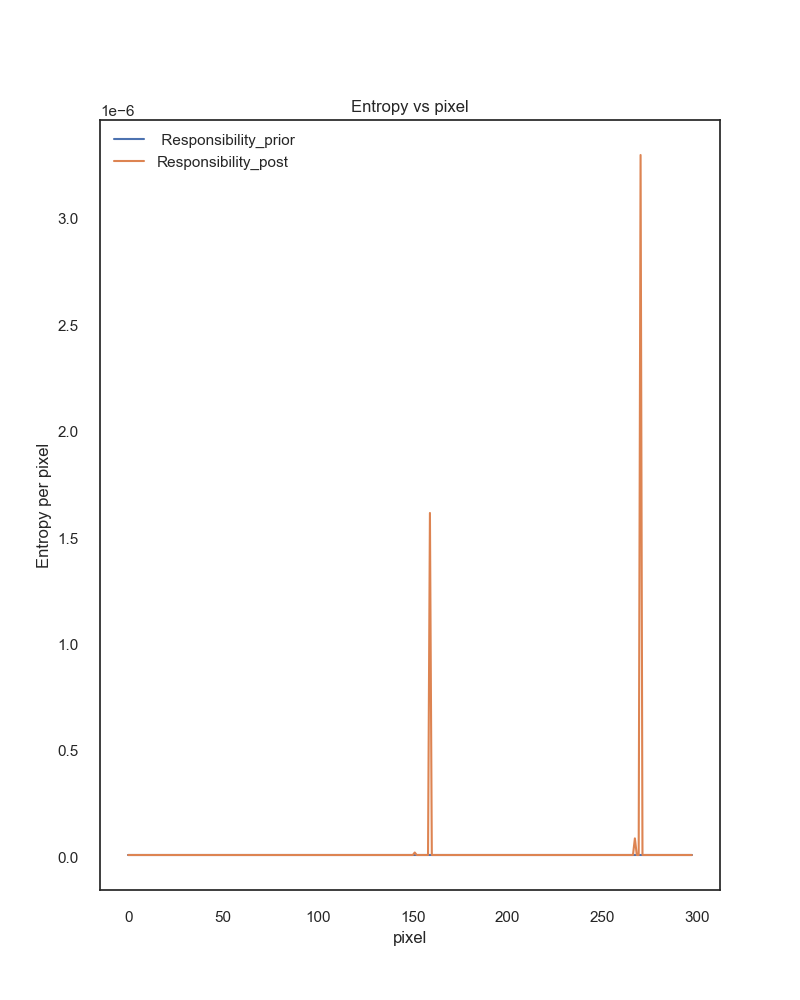 Entropy vs pixel
1e−6
Responsibility_prior
Responsibility_post
3.0
2.5
2.0
1.5
1.0
0.5
0.0
Entropy per pixel
0 50 100 150 200 250 300
pixel